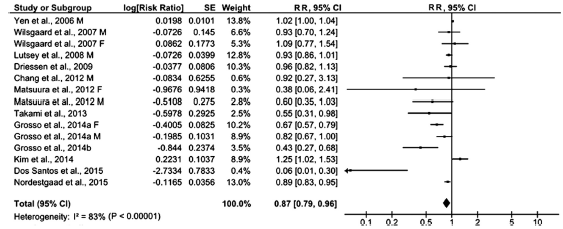 Study or Subgroup log[Risk Ratio] SE Weight RR, 95% CI RR, 95% CI
Yen et al., 2006 M 0.0198 0.0101 13.8% 1.02 [1.00, 1.04]
Wilsgaard et al., 2007 M -0.0726 .145 6.6% 0.93 [0.70, 1.24]
Wilsgaard et al., 2007 F 0.0862 0.1773 5.3% 1.09 [0.77, 1.54]
Lutsey et al., 2008 M -0.0726 0.0399 12.8% 0.93 [0.86, 1.01]
Driessen et al., 2009 -0.0377 0.0806 10.3% 0.96 [0.82, 1.13]
Chang et al., 2012 M -0.0834 0.6255 0.6% 0.92 [0.27, 3.13]
Matsuura et al., 2012 F -0.9676 0.9418 0.3% 0.38 [0.06, 2.41]
Matsuura et al., 2012 M -0.5108 0.275 2.8% 0.60 [0.35, 1.03]
Takami et al., 2013 -0.5978 0.2925 2.5% 0.55 [0.31, 0.98]
Grosso et al., 2014a F -0.4005 0.0825 10.2% 0.67 [0.57, 0.79]
Grosso et al., 2014a M -0.1985 0.1031 8.9% 0.82 [0.67, 1.00]
Grosso et al., 2014b -0.844 0.2374 3.5% 0.43 [0.27, 0.68]
Kim et al., 2014 0.2231 0.1037 8.9% 1.25 [1.02, 1.53]
Dos Santos et al., 2015 -2.7334 0.7833 0.4% 0.06 [0.01, 0.30]
Nordestgaad et al., 2015 -0.1165 0.0356 13.0% 0.89 [0.83, 0.95]
Total (95% CI) 100.0% 0.87 [0.79, 0.96]
Heterogeneity: I² = 83% (P < 0.00001)
0.1 0.2 0.5 1 2 5 10